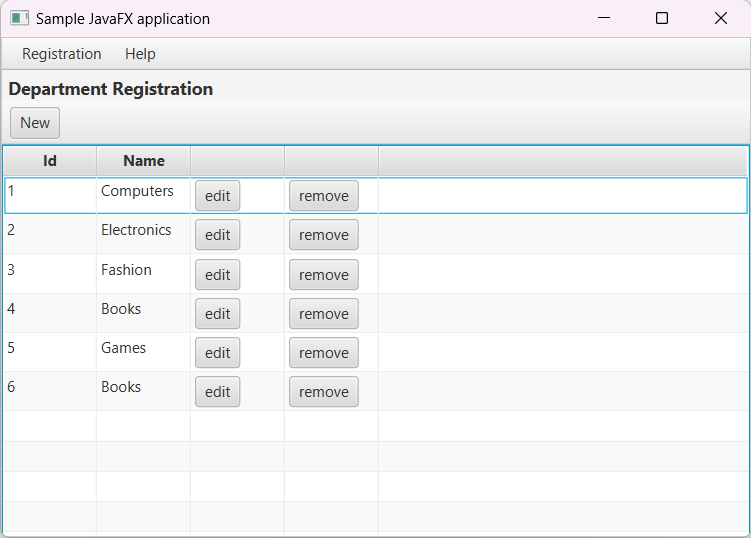 Sample JavaFX application
Registration Help
Department Registration
New
Id Name
1 Computers edit remove
2 Electronics edit remove
3 Fashion edit remove
4 Books edit remove
5 Games edit remove
6 Books edit remove